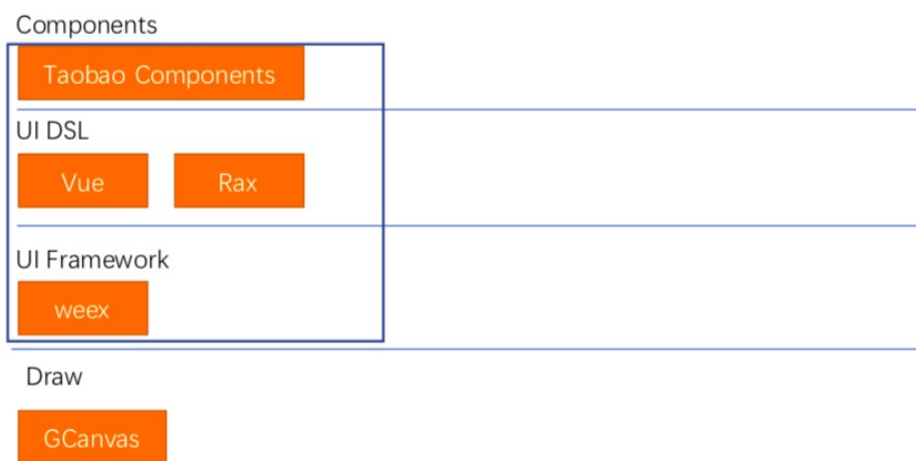 Components
Taobao Components
UI DSL
Vue Rax
UI Framework
weex
Draw
GCanvas